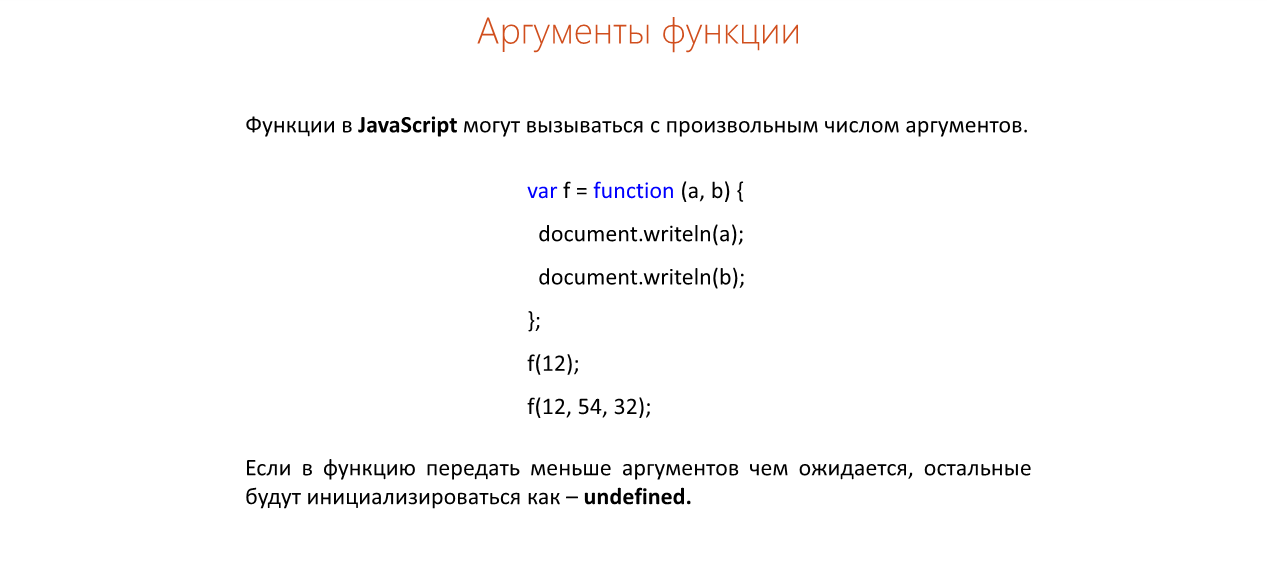 Аргументы функции
Функции в JavaScript могут вызываться с произвольным числом аргументов.
var f = function (a, b) {
document.writeln(a);
document.writeln(b);
};
f(12);
f(12, 54, 32);
Если в функцию передать меньше аргументов чем ожидается, остальные
будут инициализироваться как – undefined.